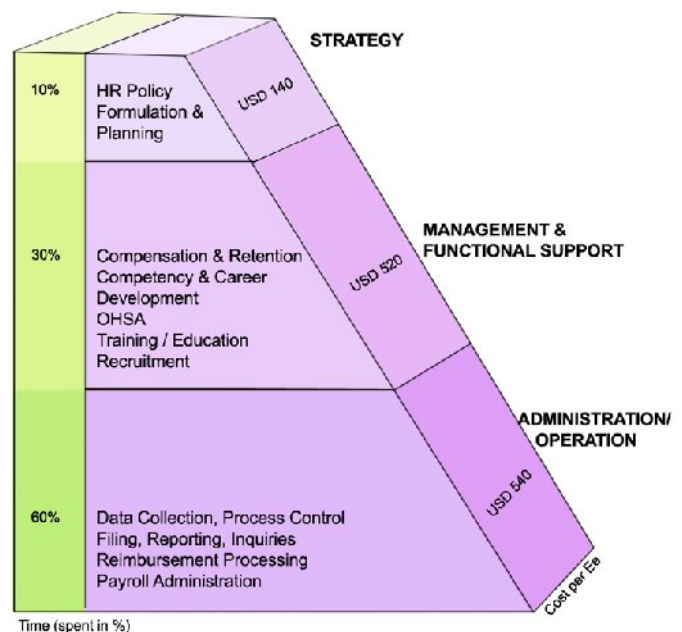 STRATEGY
10%
HR Policy
Formulation &
Planning
USD 140
MANAGEMENT &
FUNCTIONAL SUPPORT
30%
Compensation & Retention
Competency & Career
Development
OHSA
Training / Education
Recruitment
USD 520
ADMINISTRATION/
OPERATION
60%
Data Collection, Process Control
Filing, Reporting, Inquiries
Reimbursement Processing
Payroll Administration
USD 540
Cost per Ee
Time (spent in %)